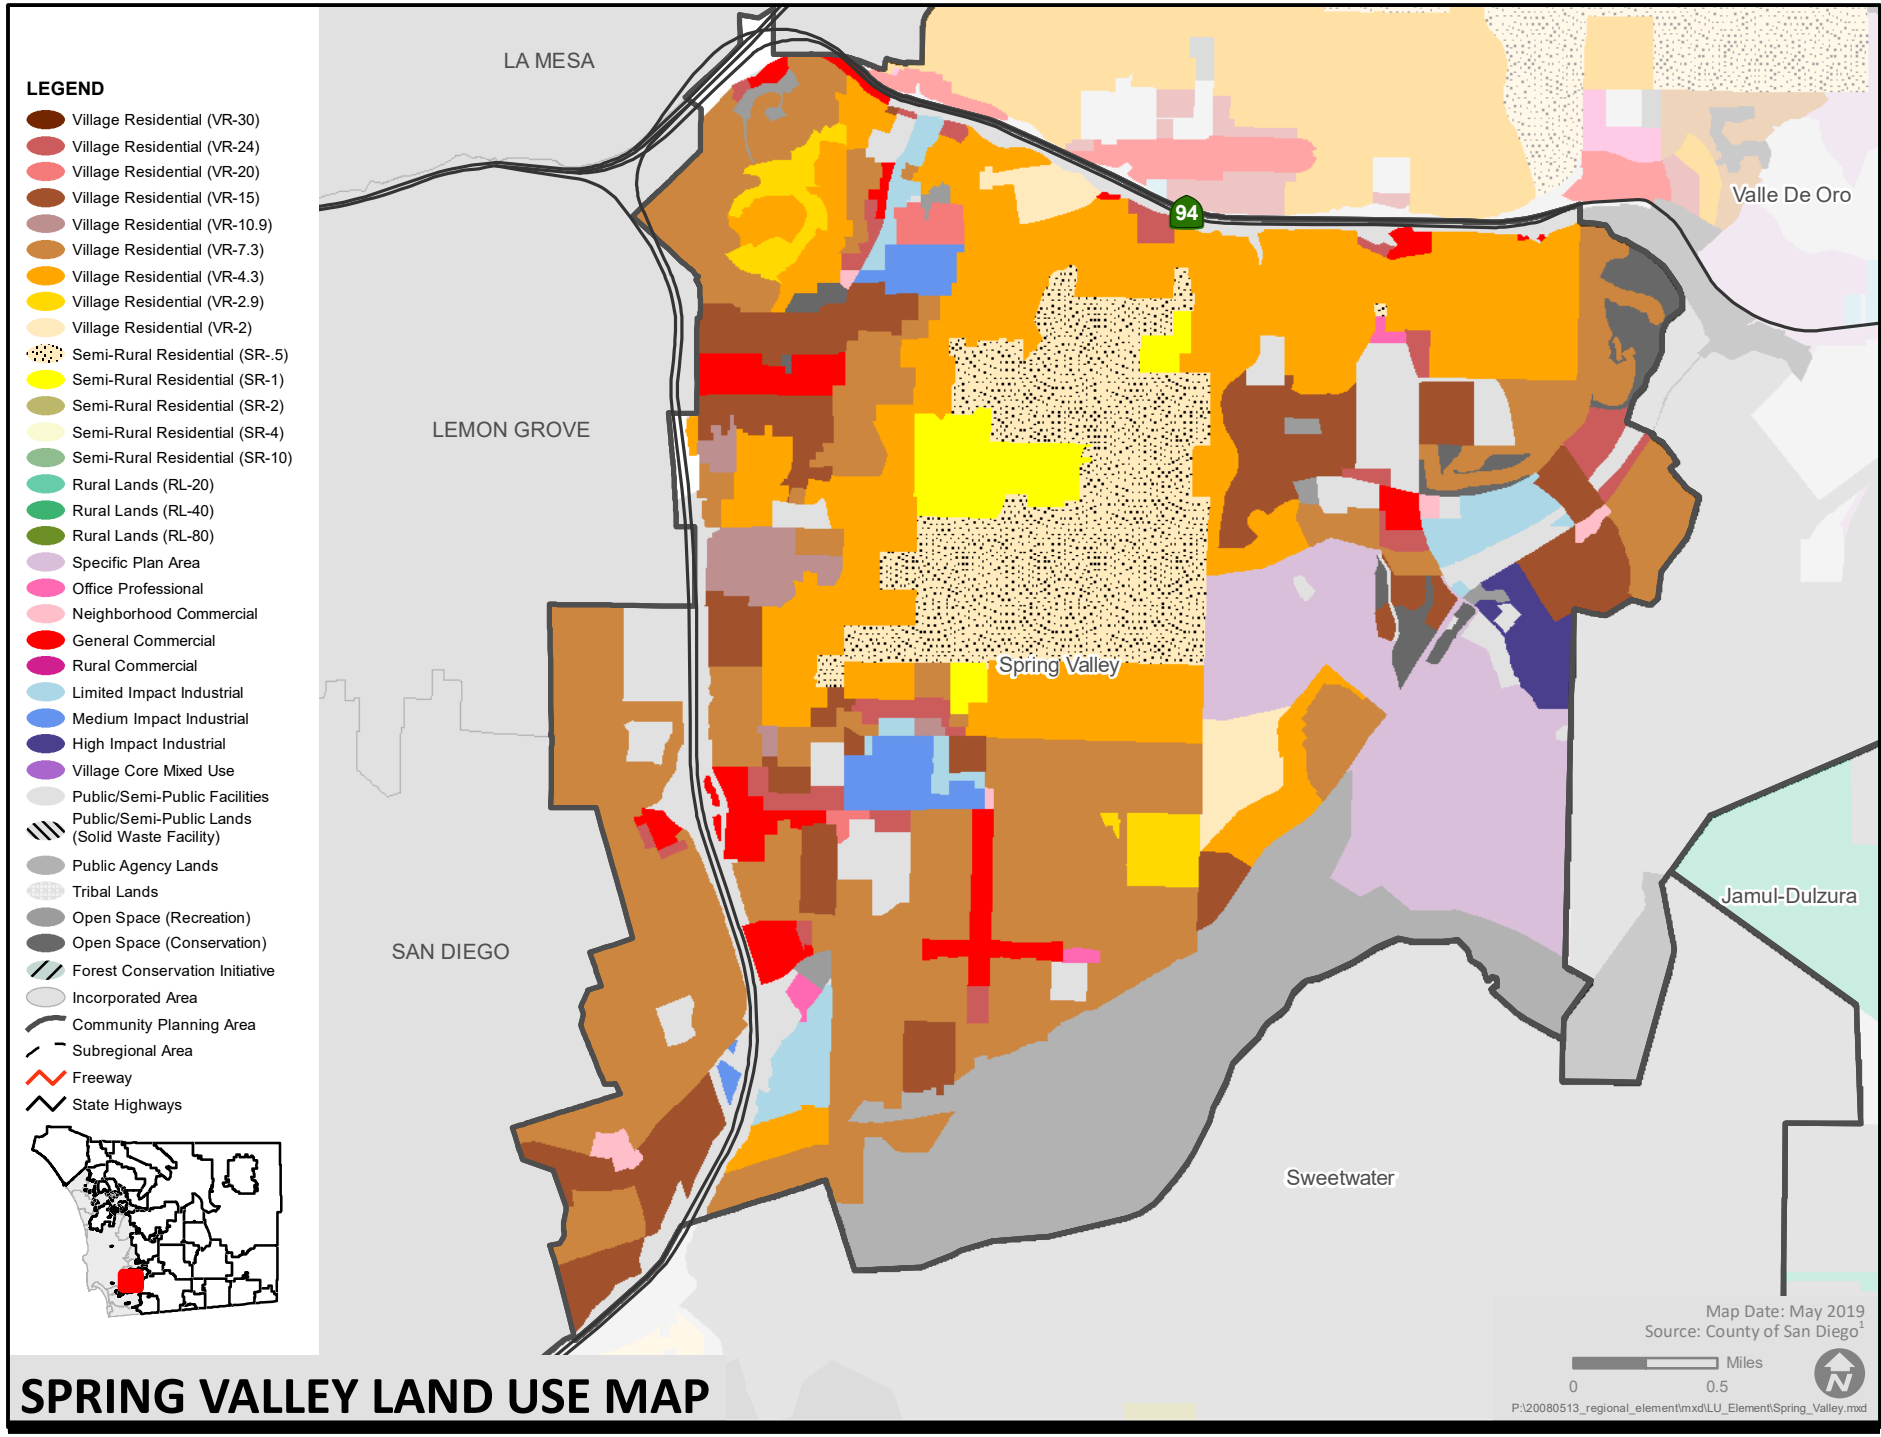 LEGEND
Village Residential (VR-30)
Village Residential (VR-24)
Village Residential (VR-20)
Village Residential (VR-15)
Village Residential (VR-10.9)
Village Residential (VR-7.3)
Village Residential (VR-4.3)
Village Residential (VR-2.9)
Village Residential (VR-2)
Semi-Rural Residential (SR-.5)
Semi-Rural Residential (SR-1)
Semi-Rural Residential (SR-2)
Semi-Rural Residential (SR-4)
Semi-Rural Residential (SR-10)
Rural Lands (RL-20)
Rural Lands (RL-40)
Rural Lands (RL-80)
Specific Plan Area
Office Professional
Neighborhood Commercial
General Commercial
Rural Commercial
Limited Impact Industrial
Medium Impact Industrial
High Impact Industrial
Village Core Mixed Use
Public/Semi-Public Facilities
Public/Semi-Public Lands
(Solid Waste Facility)
Public Agency Lands
Tribal Lands
Open Space (Recreation)
Open Space (Conservation)
Forest Conservation Initiative
Incorporated Area
Community Planning Area
Subregional Area
Freeway
State Highways
LA MESA
Valle De Oro
94
LEMON GROVE
Spring Valley
Jamul-Dulzura
SAN DIEGO
Sweetwater
Map Date: May 2019
Source: County of San Diego1
Miles
0 0.5
N
P:\20080513_regional_element\mxd\LU_Element\Spring_Valley.mxd
SPRING VALLEY LAND USE MAP